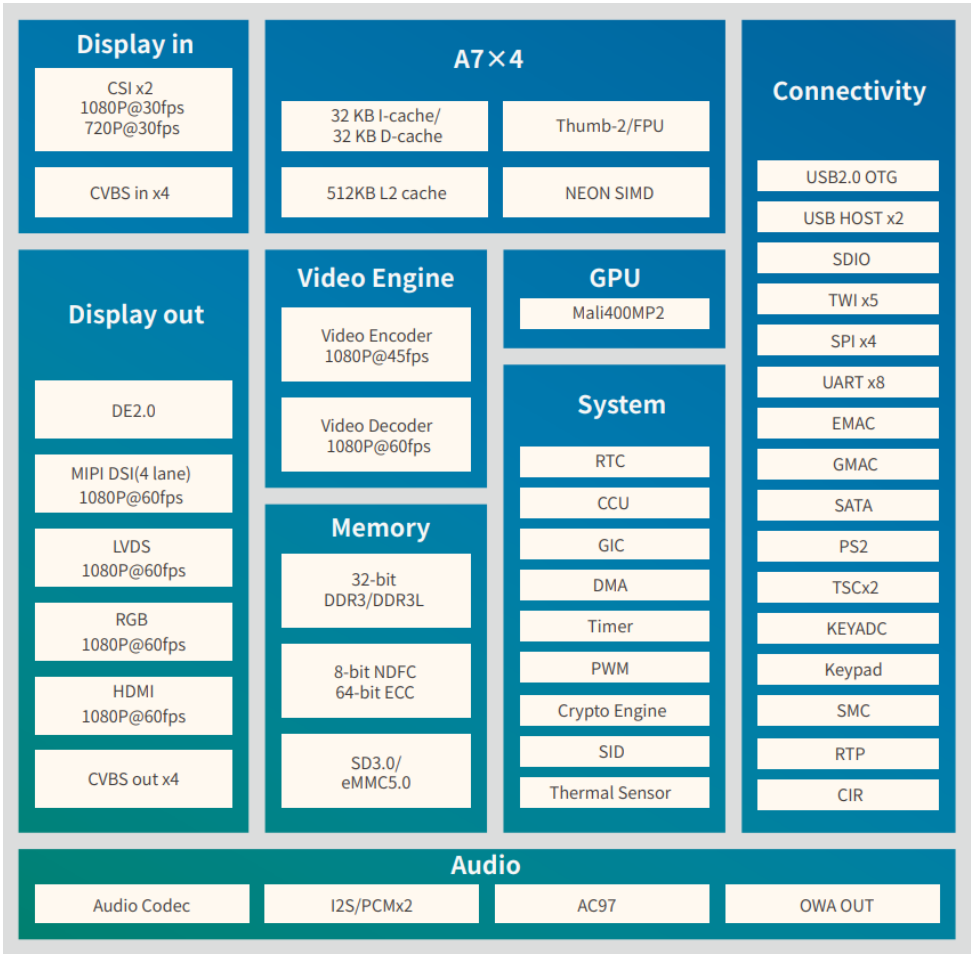 Display in
CSI x2
1080P@30fps
720P@30fps
CVBS in x4
A7×4
32 KB I-cache/
32 KB D-cache
Thumb-2/FPU
512KB L2 cache
NEON SIMD
Connectivity
USB2.0 OTG
USB HOST x2
SDIO
TWI x5
SPI x4
UART x8
EMAC
GMAC
SATA
PS2
TSCx2
KEYADC
Keypad
SMC
RTP
CIR
Display out
DE2.0
MIPI DSI(4 lane)
1080P@60fps
LVDS
1080P@60fps
RGB
1080P@60fps
HDMI
1080P@60fps
CVBS out x4
Video Engine
Video Encoder
1080P@45fps
Video Decoder
1080P@60fps
GPU
Mali400MP2
Memory
32-bit
DDR3/DDR3L
8-bit NDFC
64-bit ECC
SD3.0/
eMMC5.0
System
RTC
CCU
GIC
DMA
Timer
PWM
Crypto Engine
SID
Thermal Sensor
Audio
Audio Codec
I2S/PCMx2
AC97
OWA OUT